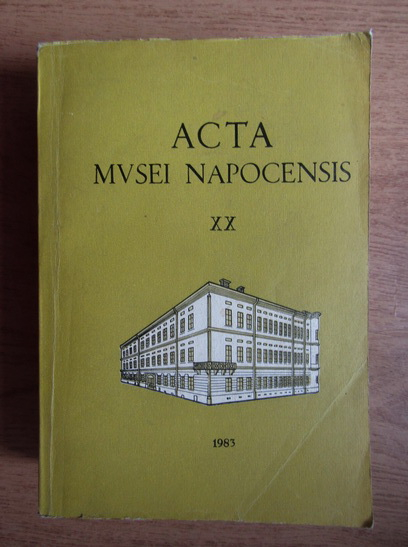 ACTA
MVSEI NAPOCENSIS
XX
1983